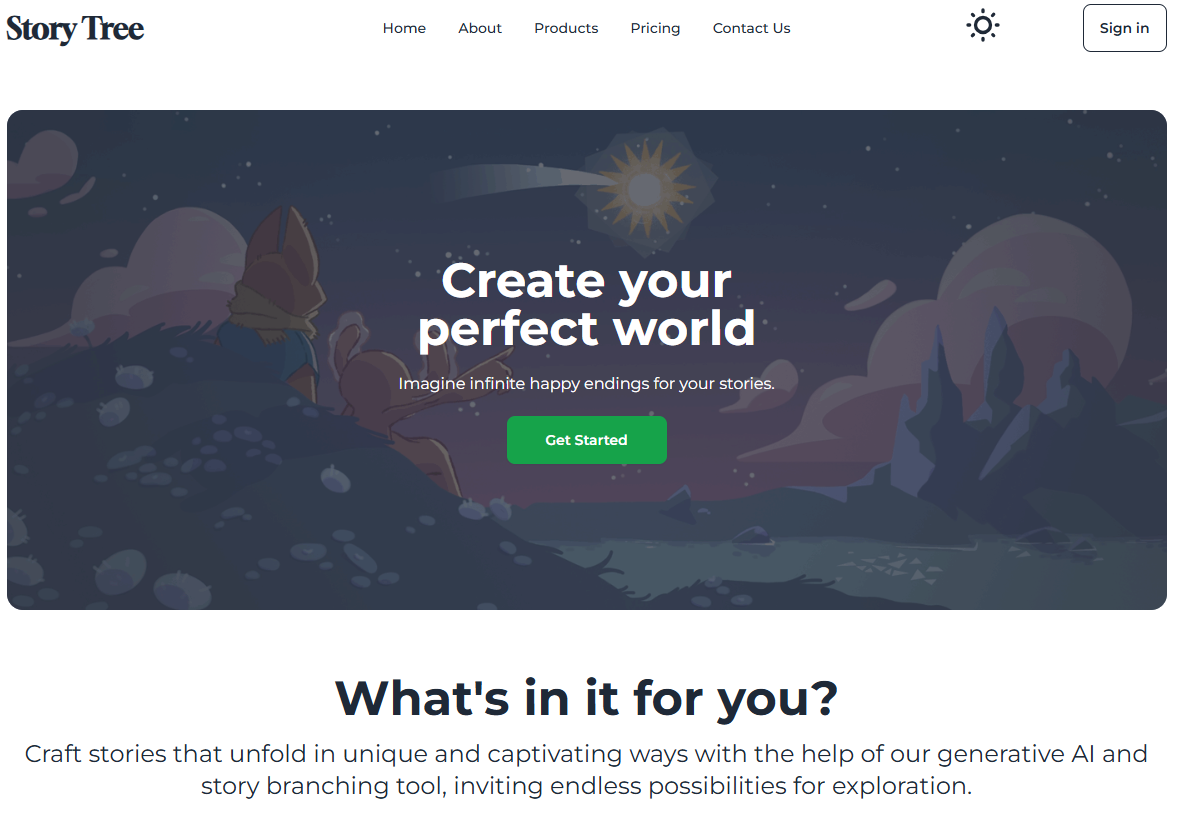 Story Tree
Home
About
Products
Pricing
Contact Us
Sign in
Create your
perfect world
Imagine infinite happy endings for your stories.
Get Started
What's in it for you?
Craft stories that unfold in unique and captivating ways with the help of our generative AI and
story branching tool, inviting endless possibilities for exploration.